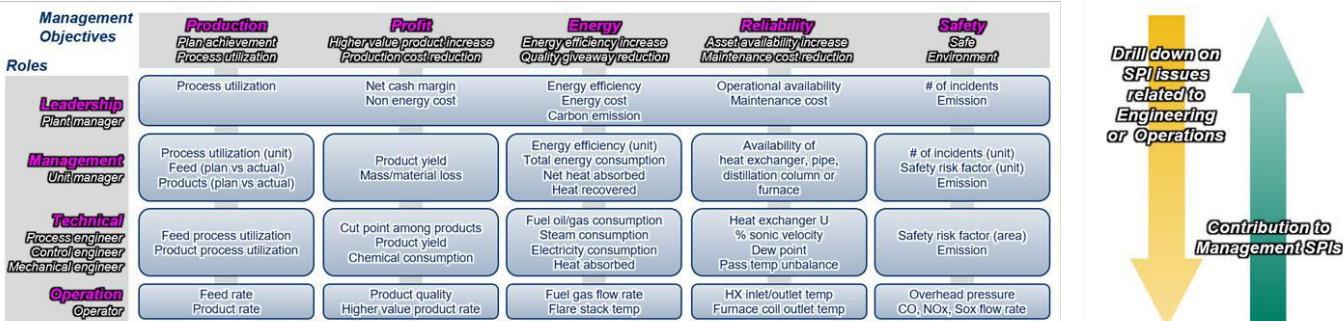 Management
Objectives
Roles
Production
Plan achievement
Process utilization
Profit
Higher value product increase
Production cost reduction
Energy
Energy efficiency increase
Quality giveaway reduction
Reliability
Asset availability increase
Maintenance cost reduction
Safety
Safe
Environment
Leadership
Plant manager
Process utilization
Net cash margin
Non energy cost
Energy efficiency
Energy cost
Carbon emission
Operational availability
Maintenance cost
# of incidents
Emission
Management
Unit manager
Process utilization (unit)
Feed (plan vs actual)
Products (plan vs actual)
Product yield
Mass/material loss
Energy efficiency (unit)
Total energy consumption
Net heat absorbed
Heat recovered
Availability of
heat exchanger, pipe,
distillation column or
furnace
# of incidents (unit)
Safety risk factor (unit)
Emission
Technical
Process engineer
Control engineer
Mechanical engineer
Feed process utilization
Product process utilization
Cut point among products
Product yield
Chemical consumption
Fuel oil/gas consumption
Steam consumption
Electricity consumption
Heat absorbed
Heat exchanger U
% sonic velocity
Dew point
Pass temp unbalance
Safety risk factor (area)
Emission
Operation
Operator
Feed rate
Product rate
Product quality
Higher value product rate
Fuel gas flow rate
Flare stack temp
HX inlet/outlet temp
Furnace coil outlet temp
Overhead pressure
CO, NOx, Sox flow rate
Drill down on
SPI issues
related to
Engineering
or Operations
Contribution to
Management SPIs